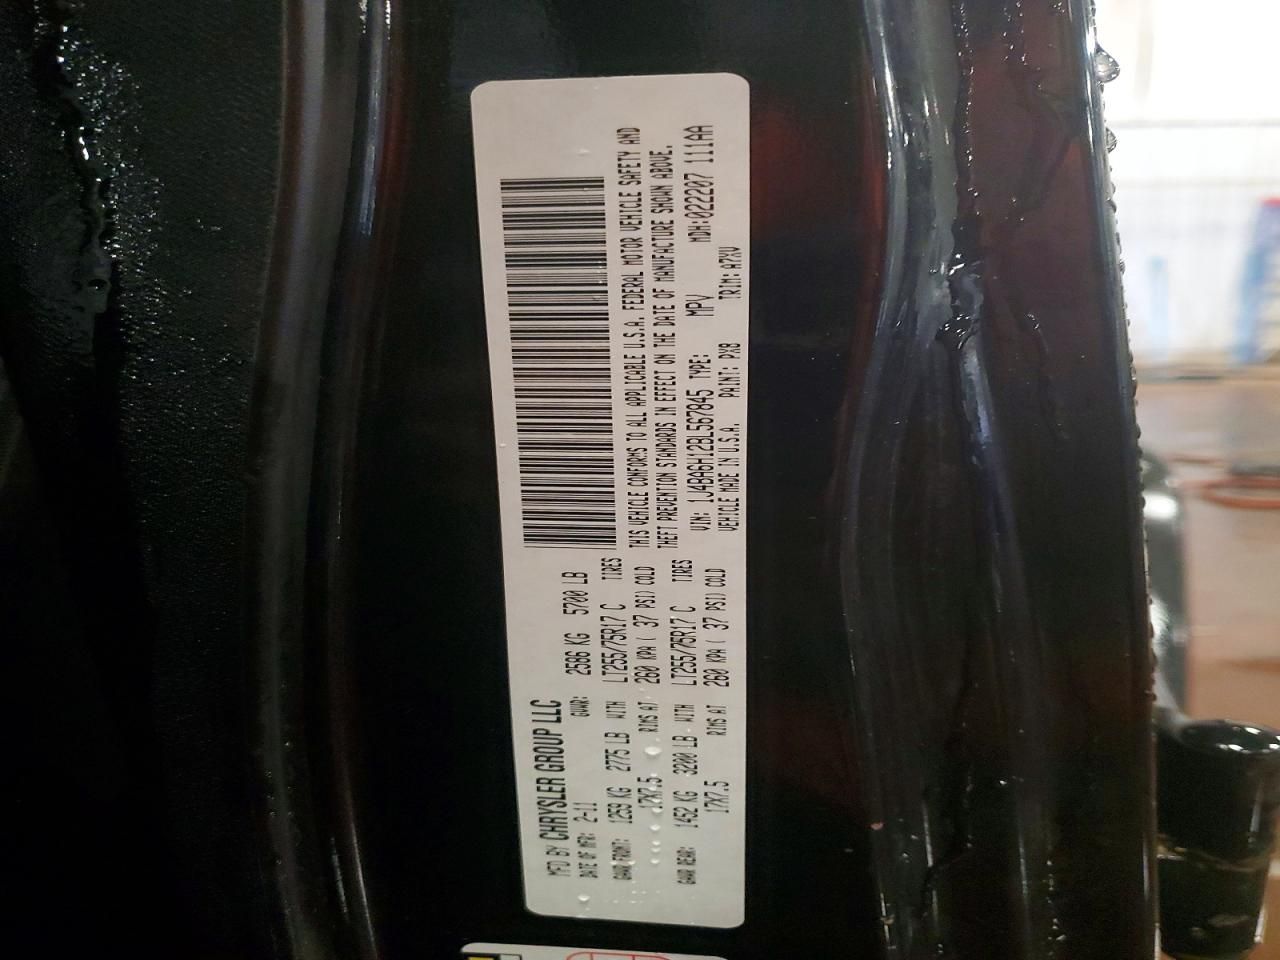 MFD BY CHRYSLER GROUP LLC
DATE OF MFR: 2-11 GVWR: 2586 KG 5700 LB
GAWR FRONT: 1259 KG 2775 LB WITH LT255/75R17 C TIRES
17X7.5 RIMS AT 260 KPA ( 37 PSI) COLD
GAWR REAR: 1452 KG 3200 LB WITH LT255/75R17 C TIRES
17X7.5 RIMS AT 260 KPA ( 37 PSI) COLD
THIS VEHICLE CONFORMS TO ALL APPLICABLE U.S.A. FEDERAL MOTOR VEHICLE SAFETY AND
THEFT PREVENTION STANDARDS IN EFFECT ON THE DATE OF MANUFACTURE SHOWN ABOVE.
VIN: 1J4BA6H12BL567845 TYPE: MPV MDH:022207 111AA
VEHICLE MADE IN U.S.A. PAINT: PXB TRIM: A7XV